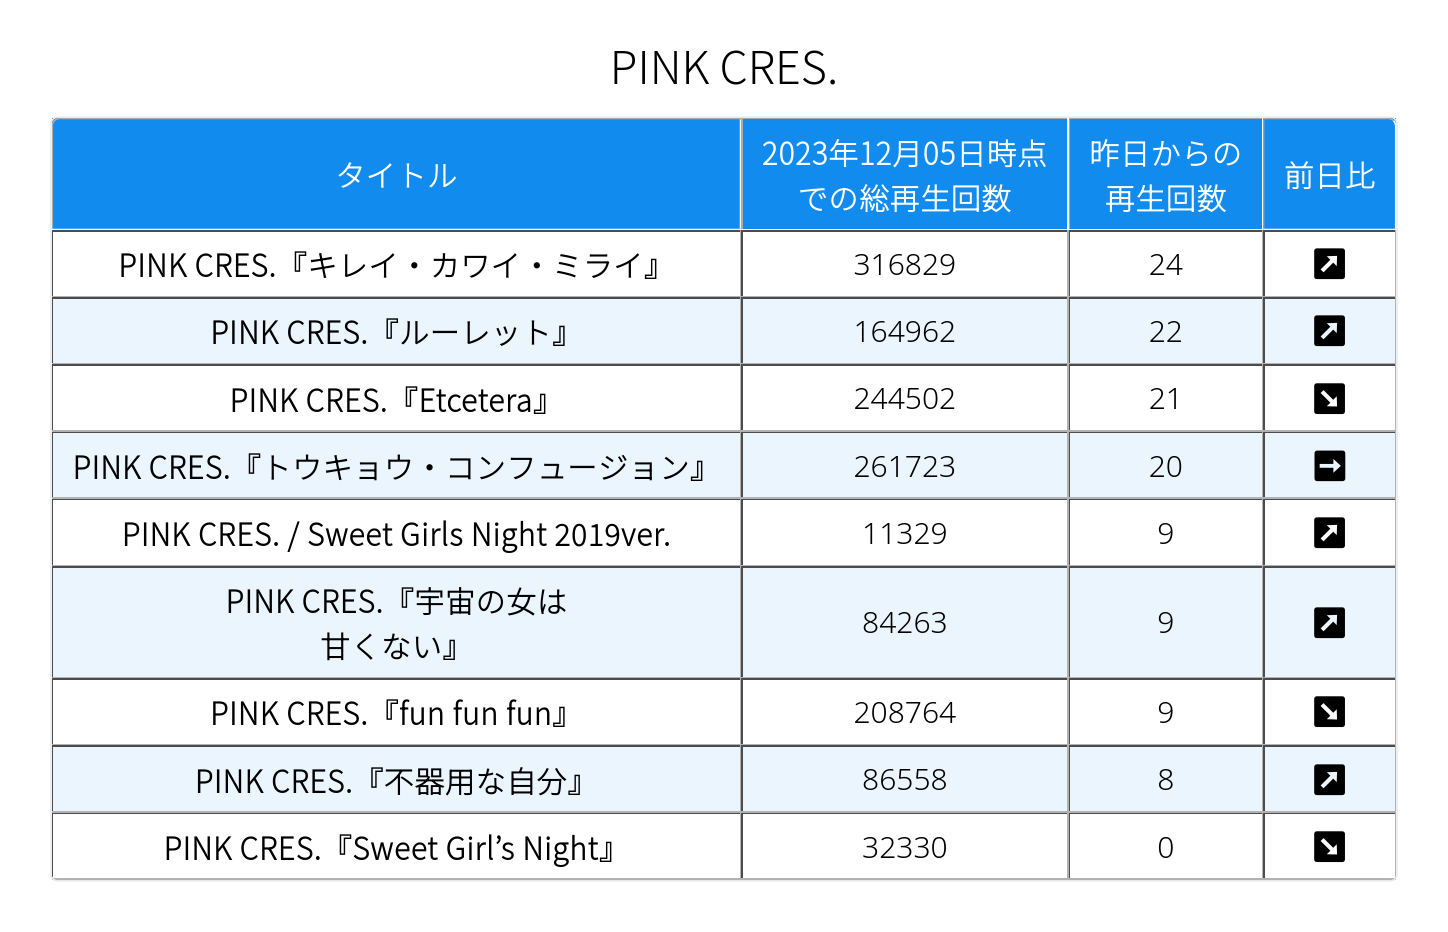 PINK CRES.
タイトル
2023年12月05日時点
での総再生回数
昨日からの
再生回数
前日比
PINK CRES.『キレイ・カワイ・ミライ』 316829 24 ↗
PINK CRES.『ルーレット』 164962 22 ↗
PINK CRES.『Etcetera』 244502 21 ↘
PINK CRES.『トウキョウ・コンフュージョン』 261723 20 →
PINK CRES. / Sweet Girls Night 2019ver. 11329 9 ↗
PINK CRES.『宇宙の女は
甘くない』 84263 9 ↗
PINK CRES.『fun fun fun』 208764 9 ↘
PINK CRES.『不器用な自分』 86558 8 ↗
PINK CRES.『Sweet Girl’s Night』 32330 0 ↘